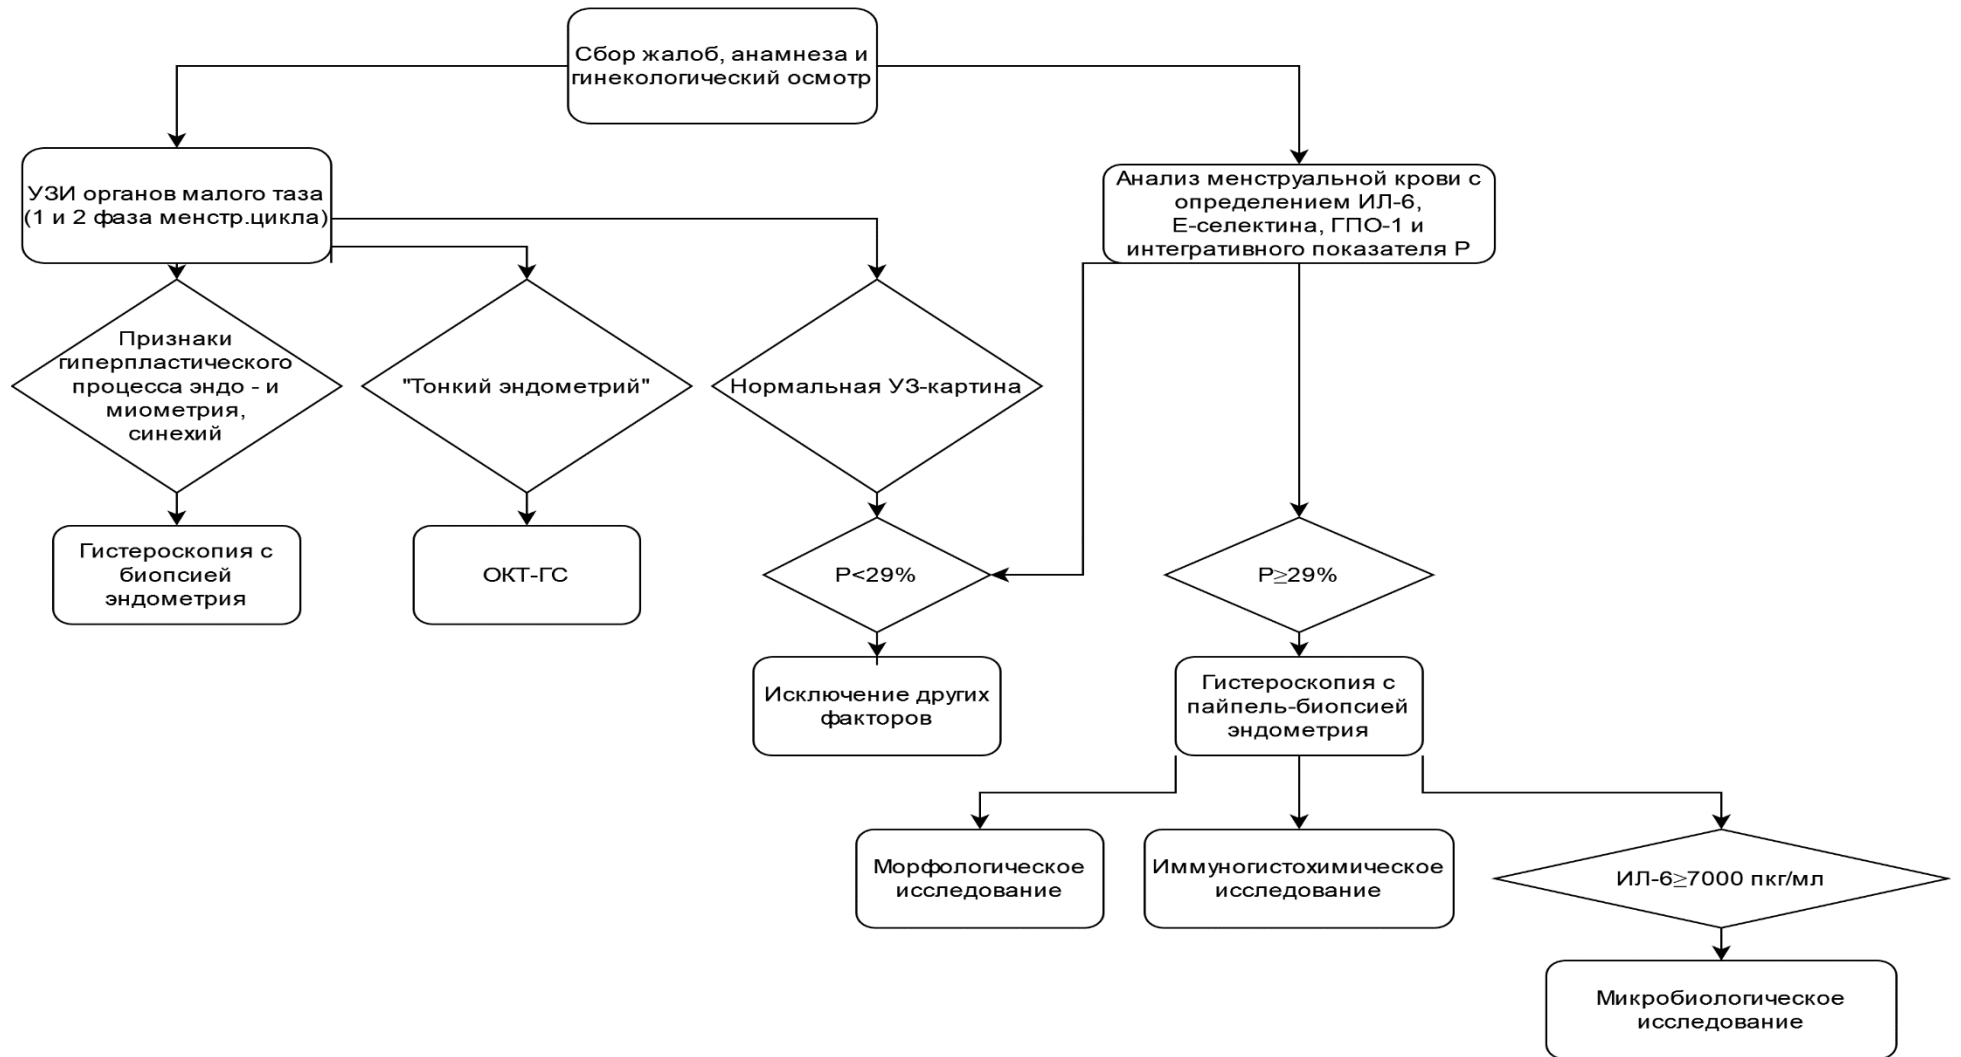 Сбор жалоб, анамнеза и
гинекологический осмотр
УЗИ органов малого таза
(1 и 2 фаза менстр.цикла)
Анализ менструальной крови с
определением ИЛ-6,
Е-селектина, ГПО-1 и
интегративного показателя Р
Признаки
гиперпластического
процесса эндо - и
миометрия,
синехий
"Тонкий эндометрий"
Нормальная УЗ-картина
Гистероскопия с
биопсией
эндометрия
ОКТ-ГС
Р<29%
Р≥29%
Исключение других
факторов
Гистероскопия с
пайпель-биопсией
эндометрия
Морфологическое
исследование
Иммуногистохимическое
исследование
ИЛ-6≥7000 пкг/мл
Микробиологическое
исследование